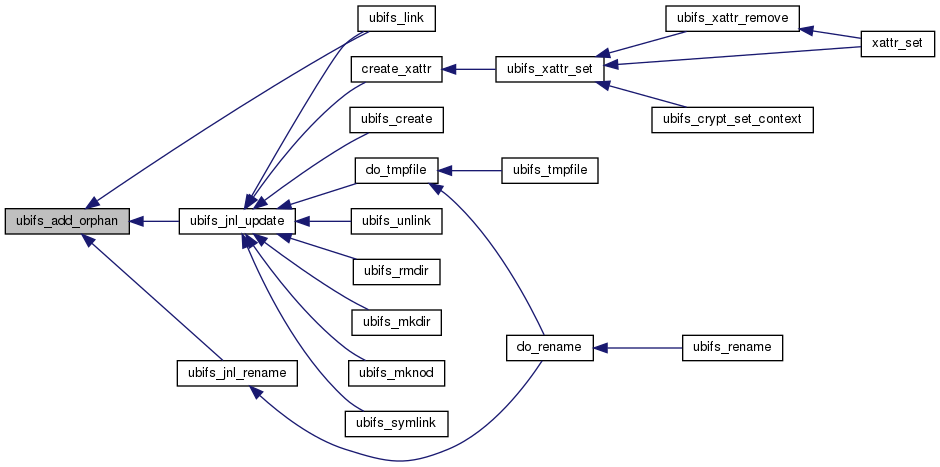 ubifs_link
ubifs_xattr_remove
xattr_set
create_xattr
ubifs_xattr_set
ubifs_create
ubifs_crypt_set_context
do_tmpfile
ubifs_tmpfile
ubifs_add_orphan
ubifs_jnl_update
ubifs_unlink
ubifs_rmdir
ubifs_mkdir
do_rename
ubifs_rename
ubifs_jnl_rename
ubifs_mknod
ubifs_symlink